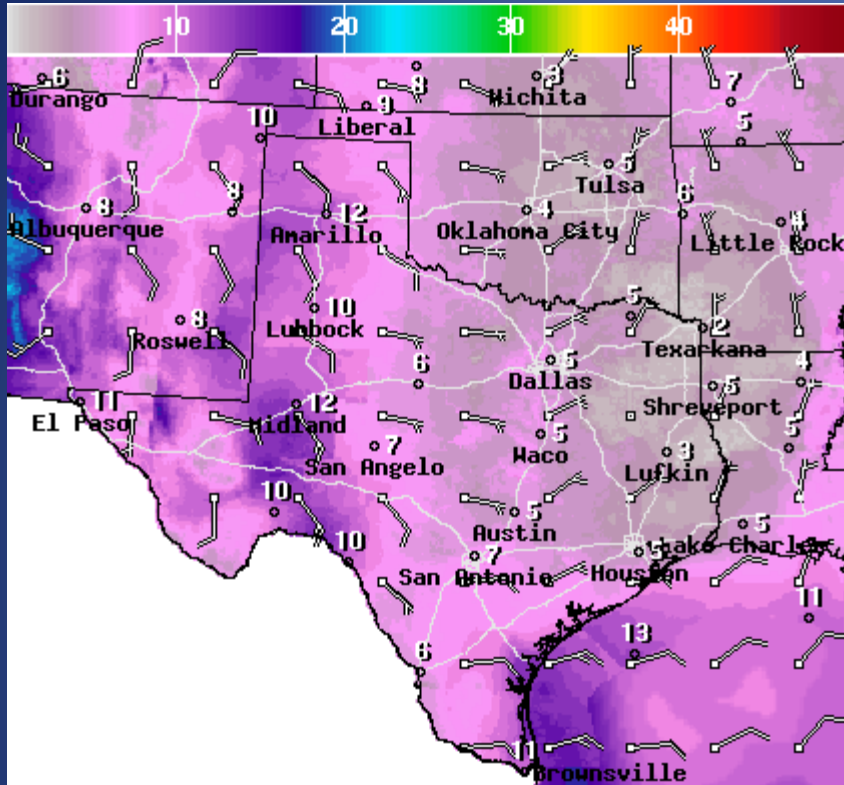 10 20 30 40
6 8 3 7
Durango Wichita
9
Liberal
10 5
5
Tulsa
8 8 12 4 6 4
Albuquerque Amarillo Oklahoma City Little Rock
8 10 5 2
Roswell Lubbock Texarkana
5
Dallas
6 5 4
11 12 Shreveport
El Paso Midland
7 5 3 5
San Angelo Waco Lufkin
10 5 5
Austin
Lake Charles
10 7 5
San Antonio Houston
11
6 13
11
Brownsville